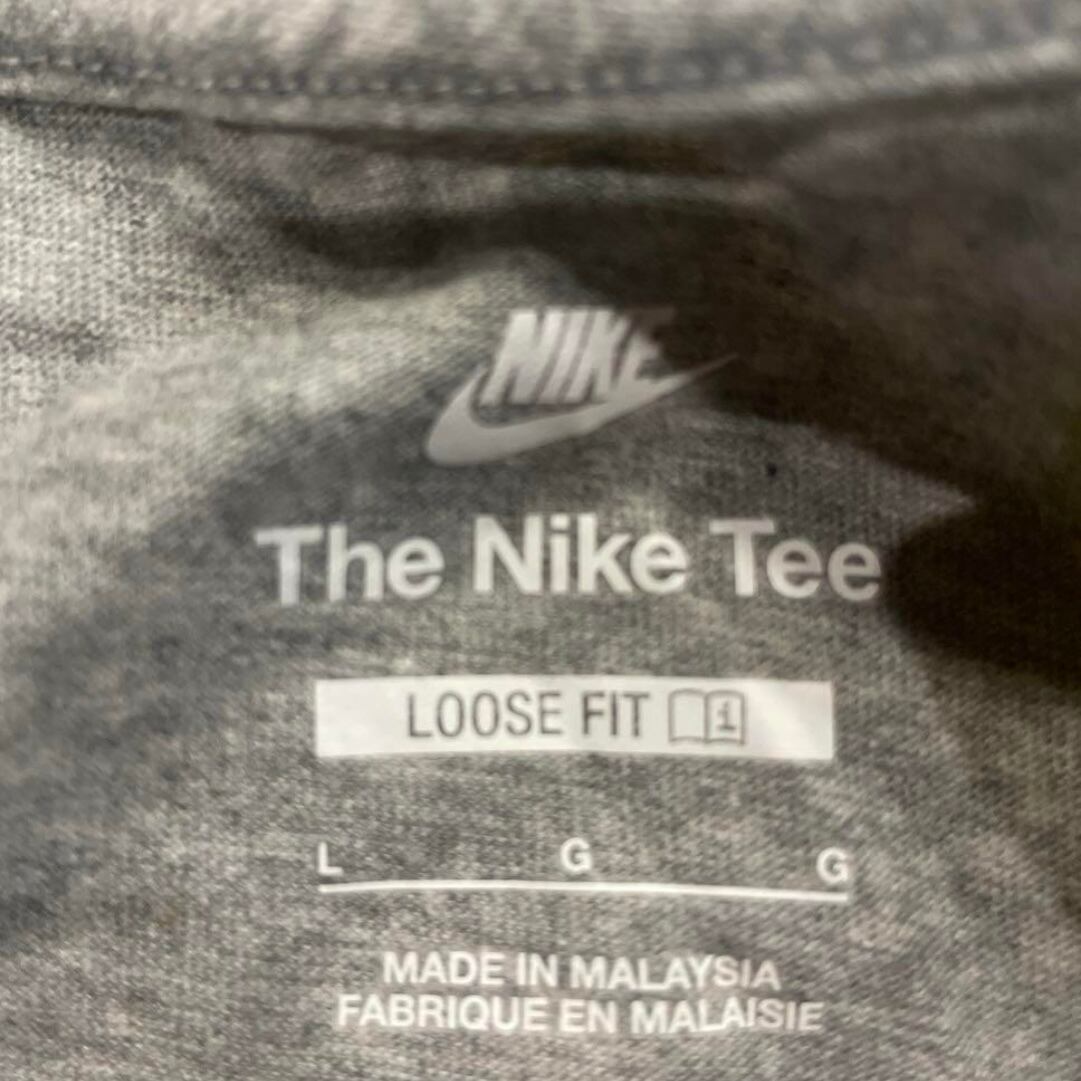 NIKE
The Nike Tee
LOOSE FIT i
L G G
MADE IN MALAYSIA
FABRIQUE EN MALAISIE